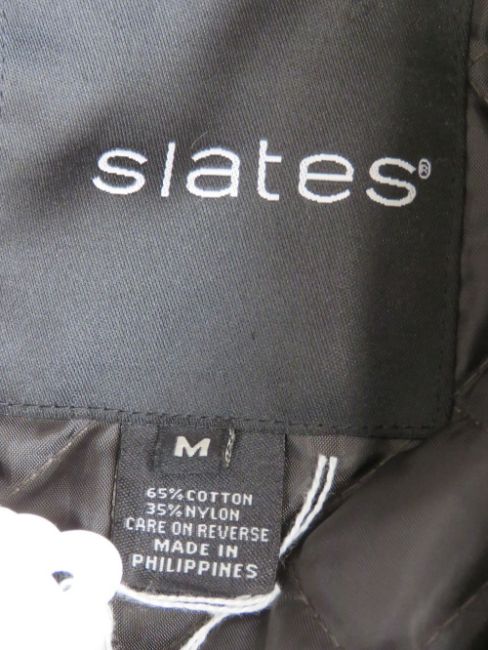 slates®
M
65% COTTON
35% NYLON
CARE ON REVERSE
MADE IN
PHILIPPINES